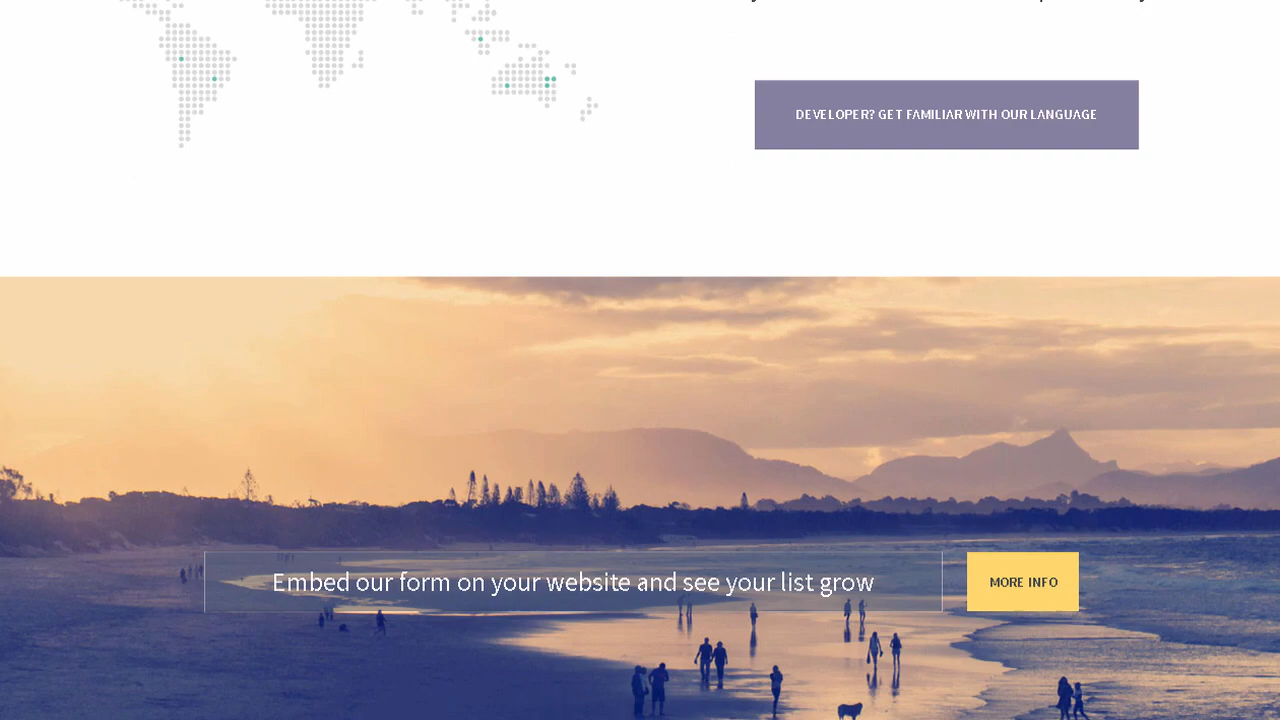 DEVELOPER? GET FAMILIAR WITH OUR LANGUAGE
Embed our form on your website and see your list grow
MORE INFO